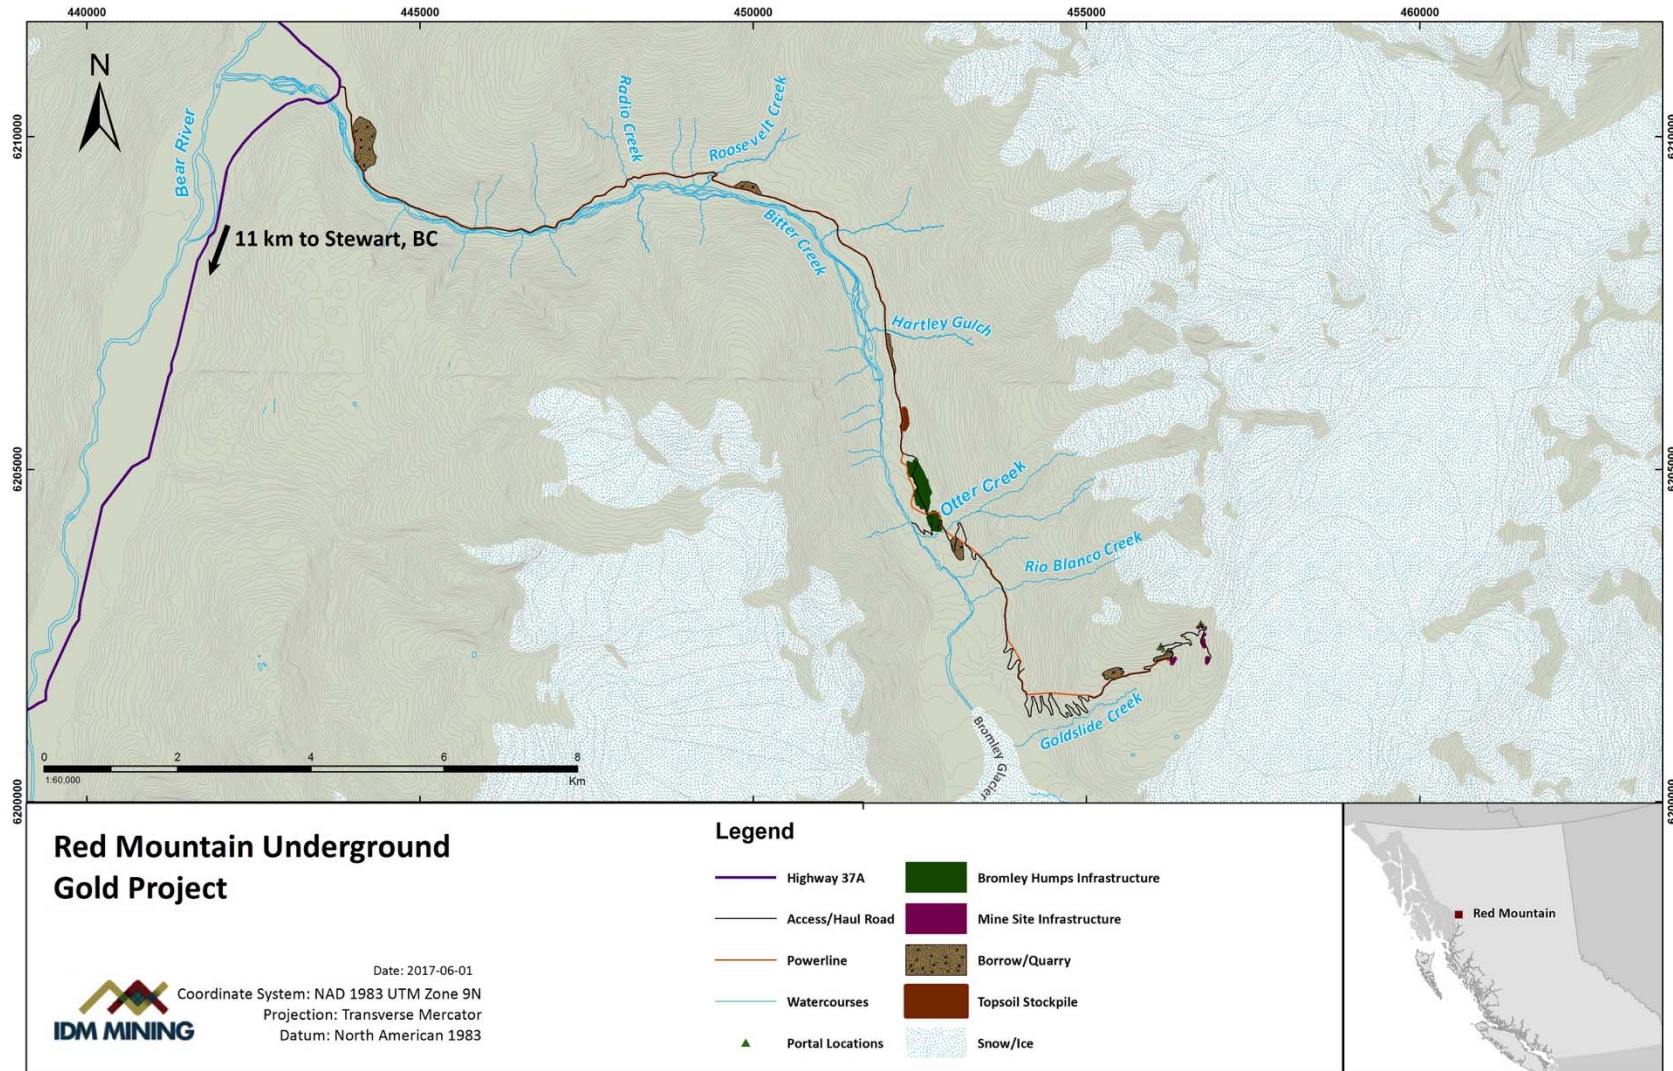 440000
445000
450000
455000
460000
N
6210000
6210000
Bear River
Radio Creek
Roosevelt Creek
Bitter Creek
11 km to Stewart, BC
Hartley Gulch
6205000
6205000
Otter Creek
Rio Blanco Creek
Goldslide Creek
Bromley Glacier
0 2 4 6 8
1:60,000
Km
6200000
6200000
Red Mountain Underground
Gold Project
Date: 2017-06-01
Coordinate System: NAD 1983 UTM Zone 9N
Projection: Transverse Mercator
Datum: North American 1983
IDM MINING
Legend
Highway 37A
Access/Haul Road
Powerline
Watercourses
Portal Locations
Bromley Humps Infrastructure
Mine Site Infrastructure
Borrow/Quarry
Topsoil Stockpile
Snow/Ice
Red Mountain